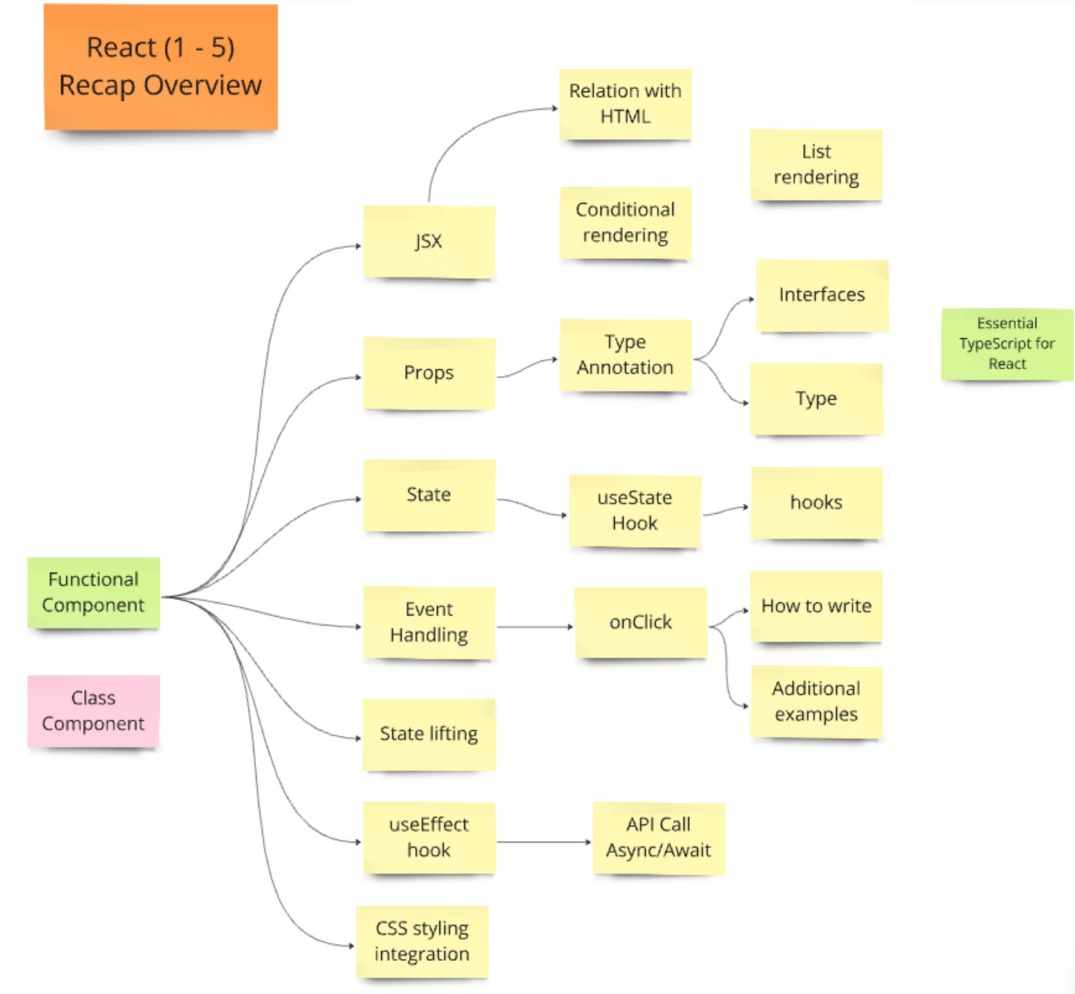 React (1 - 5)
Recap Overview
Relation with
HTML
List
rendering
Conditional
rendering
JSX
Interfaces
Essential
TypeScript for
React
Type
Annotation
Props
Type
State
useState
Hook
hooks
Functional
Component
Event
Handling
onClick
How to write
Additional
examples
Class
Component
State lifting
useEffect
hook
API Call
Async/Await
CSS styling
integration